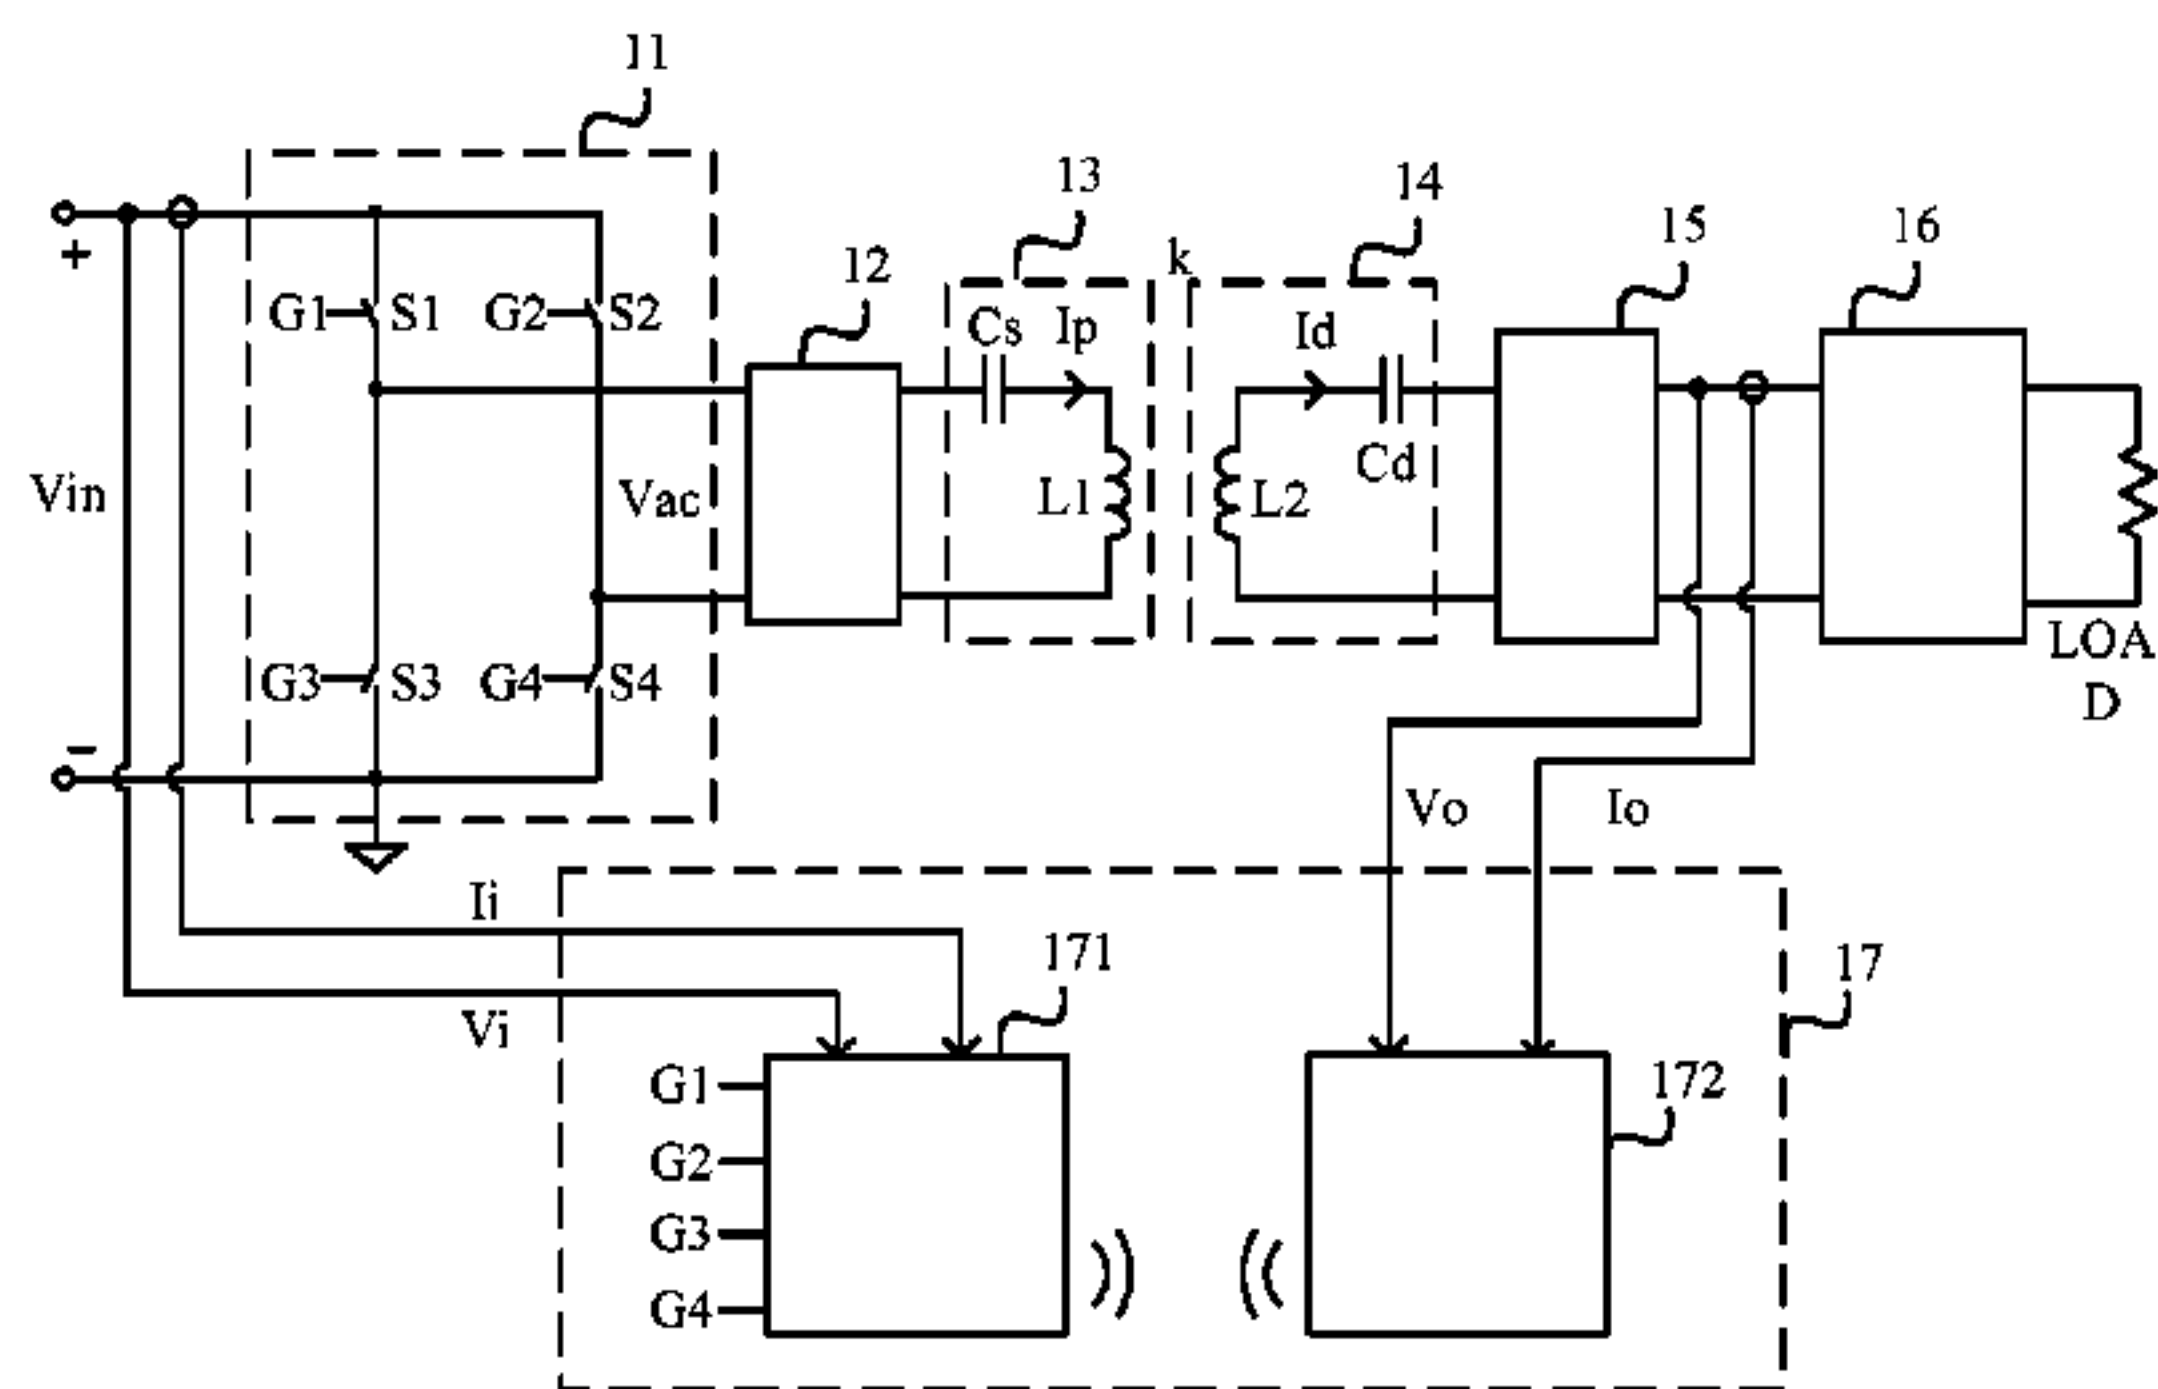 11
13
14
15
16
12
k
+
G1
S1
G2
S2
Cs
Ip
Id
Vin
Vac
L1
L2
Cd
G3
S3
G4
S4
LOA
D
−
Vo
Io
Ii
171
17
Vi
172
G1
G2
G3
G4